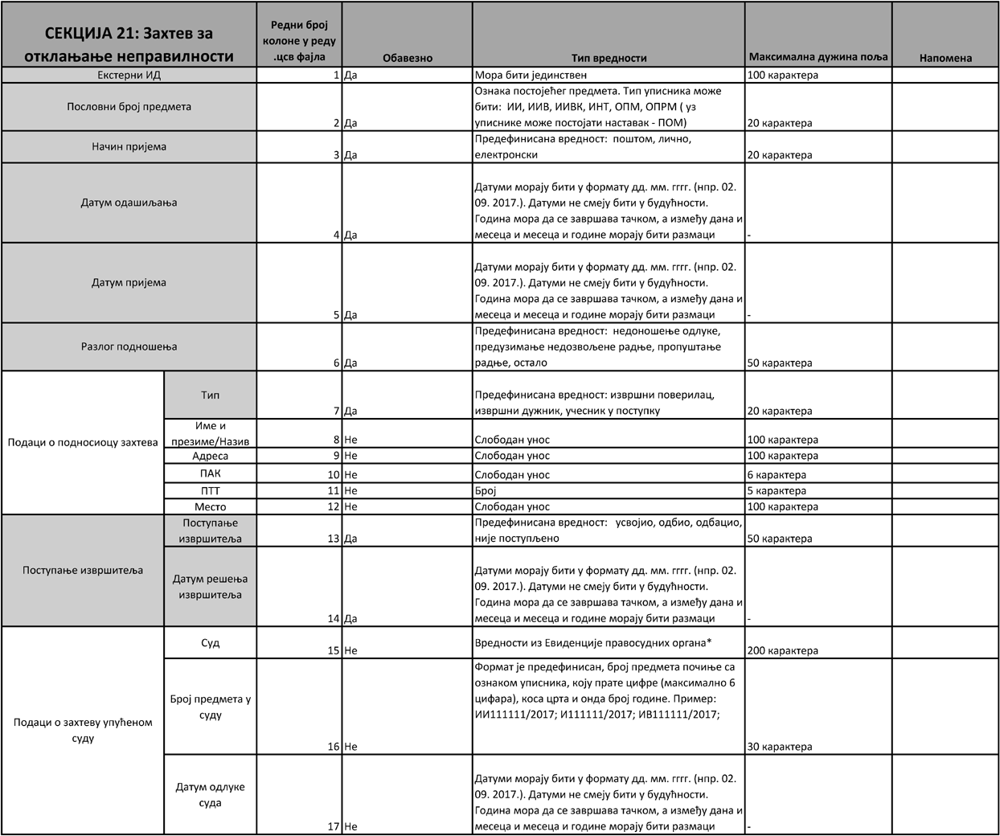 СЕКЦИЈА 21: Захтев за
отклањање неправилности
Редни број
колоне у реду
.цсв фајла
Обавезно
Тип вредности
Максимална дужина поља
Напомена
Екстерни ИД
1 Да
Мора бити јединствен
100 карактера
Пословни број предмета
2 Да
Ознака постојећег предмета. Тип уписника може
бити:  ИИ, ИИВ, ИИВК, ИНТ, ОПМ, ОПРМ ( уз
уписнике може постојати наставак - ПОМ)
20 карактера
Начин пријема
3 Да
Предефинисана вредност:  поштом, лично,
електронски
20 карактера
Датум одашиљања
4 Да
Датуми морају бити у формату дд. мм. гггг. (нпр. 02.
09. 2017.). Датуми не смеју бити у будућности.
Година мора да се завршава тачком, а између дана и
месеца и месеца и године морају бити размаци
-
Датум пријема
5 Да
Датуми морају бити у формату дд. мм. гггг. (нпр. 02.
09. 2017.). Датуми не смеју бити у будућности.
Година мора да се завршава тачком, а између дана и
месеца и месеца и године морају бити размаци
-
Разлог подношења
6 Да
Предефинисана вредност:  недоношење одлуке,
предузимање недозвољене радње, пропуштање
радње, остало
50 карактера
Подаци о подносиоцу захтева
Тип
7 Да
Предефинисана вредност: извршни поверилац,
извршни дужник, учесник у поступку
20 карактера
Име и
презиме/Назив
8 Не
Слободан унос
100 карактера
Адреса
9 Не
Слободан унос
100 карактера
ПАК
10 Не
Слободан унос
6 карактера
ПТТ
11 Не
Број
5 карактера
Место
12 Не
Слободан унос
100 карактера
Поступање извршитеља
Поступање
извршитеља
13 Да
Предефинисана вредност:   усвојио, одбио, одбацио,
није поступљено
50 карактера
Датум решења
извршитеља
14 Да
Датуми морају бити у формату дд. мм. гггг. (нпр. 02.
09. 2017.). Датуми не смеју бити у будућности.
Година мора да се завршава тачком, а између дана и
месеца и месеца и године морају бити размаци
-
Подаци о захтеву упућеном
суду
Суд
15 Не
Вредности из Евиденције правосудних органа*
200 карактера
Број предмета у
суду
16 Не
Формат је предефинисан, број предмета почиње са
ознаком уписника, коју прате цифре (максимално 6
цифара), коса црта и онда број године. Пример:
ИИ111111/2017; И111111/2017; ИВ111111/2017;
30 карактера
Датум одлуке
суда
17 Не
Датуми морају бити у формату дд. мм. гггг. (нпр. 02.
09. 2017.). Датуми не смеју бити у будућности.
Година мора да се завршава тачком, а између дана и
месеца и месеца и године морају бити размаци
-